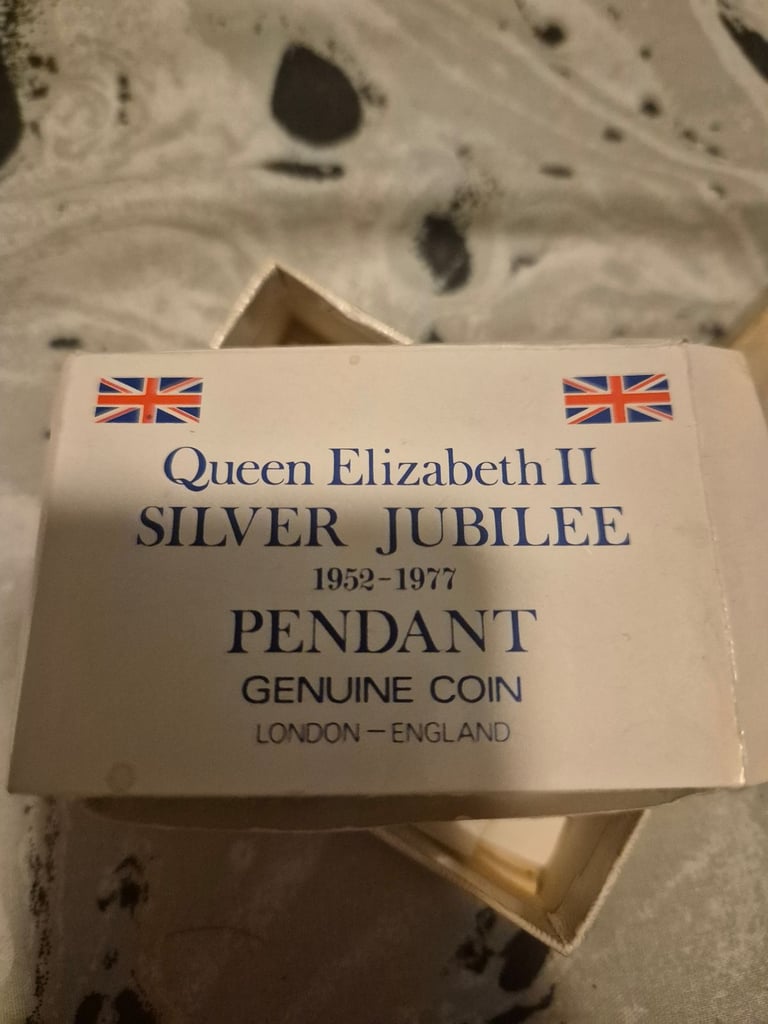 Queen Elizabeth II
SILVER JUBILEE
1952-1977
PENDANT
GENUINE COIN
LONDON – ENGLAND